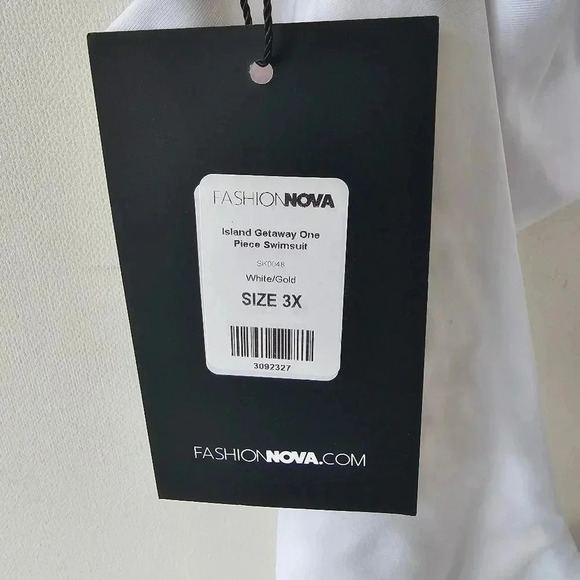 FASHIONNOVA
Island Getaway One
Piece Swimsuit
SK0048
White/Gold
SIZE 3X
3092327
FASHIONNOVA.COM